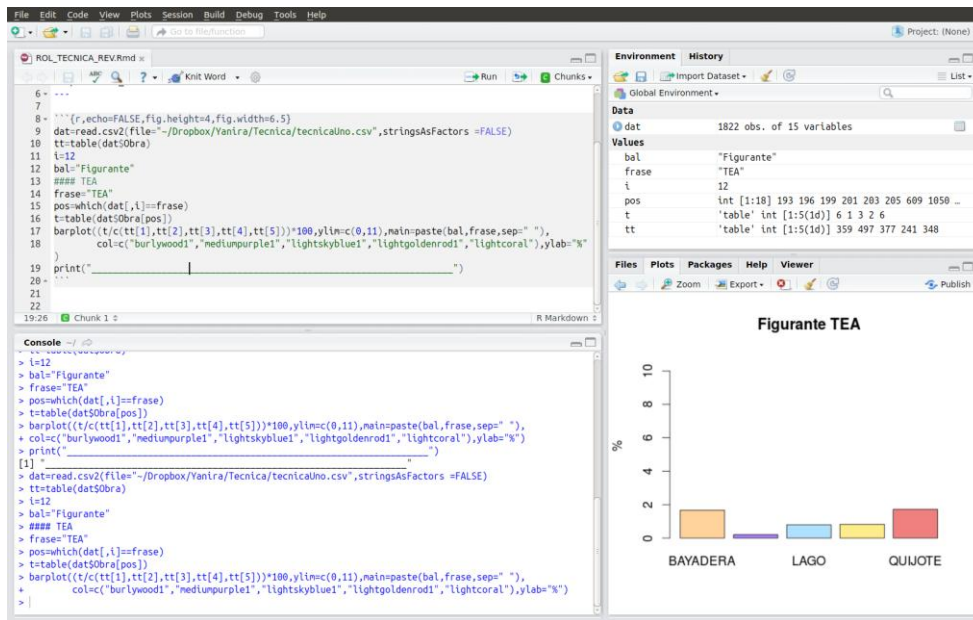 File Edit Code View Plots Session Build Debug Tools Help
Go to file/function
Project: (None)
ROL_TECNICA_REV.Rmd
ABC Knit Word Run Chunks
6 ---
7
8 ```{r,echo=FALSE,fig.height=4,fig.width=6.5}
9 dat=read.csv2(file="~/Dropbox/Yanira/Tecnica/tecnicaUno.csv",stringsAsFactors =FALSE)
10 tt=table(dat$Obra)
11 i=12
12 bal="Figurante"
13 #### TEA
14 frase="TEA"
15 pos=which(dat[,i]==frase)
16 t=table(dat$Obra[pos])
17 barplot((t/c(tt[1],tt[2],tt[3],tt[4],tt[5]))*100,ylim=c(0,11),main=paste(bal,frase,sep=" "),
18 col=c("burlywood1","mediumpurple1","lightskyblue1","lightgoldenrod1","lightcoral"),ylab="%"
)
19 print("______________________________________________________________________")
20 ```
21
22
19:26 Chunk 1 R Markdown
Console ~/
> tt=table(dat$Obra)
> i=12
> bal="Figurante"
> frase="TEA"
> pos=which(dat[,i]==frase)
> t=table(dat$Obra[pos])
> barplot((t/c(tt[1],tt[2],tt[3],tt[4],tt[5]))*100,ylim=c(0,11),main=paste(bal,frase,sep=" "),
+ col=c("burlywood1","mediumpurple1","lightskyblue1","lightgoldenrod1","lightcoral"),ylab="%")
> print("______________________________________________________________________")
[1] "______________________________________________________________________"
> dat=read.csv2(file="~/Dropbox/Yanira/Tecnica/tecnicaUno.csv",stringsAsFactors =FALSE)
> tt=table(dat$Obra)
> i=12
> bal="Figurante"
> #### TEA
> frase="TEA"
> pos=which(dat[,i]==frase)
> t=table(dat$Obra[pos])
> barplot((t/c(tt[1],tt[2],tt[3],tt[4],tt[5]))*100,ylim=c(0,11),main=paste(bal,frase,sep=" "),
+ col=c("burlywood1","mediumpurple1","lightskyblue1","lightgoldenrod1","lightcoral"),ylab="%")
>
Environment History
Import Dataset List
Global Environment
Data
dat 1822 obs. of 15 variables
Values
bal "Figurante"
frase "TEA"
i 12
pos int [1:18] 193 196 199 201 203 205 609 1050 …
t 'table' int [1:5(1d)] 6 1 3 2 6
tt 'table' int [1:5(1d)] 359 497 377 241 348
Files Plots Packages Help Viewer
Zoom Export Publish
Figurante TEA
10
8
6
%
4
2
0
BAYADERA LAGO QUIJOTE